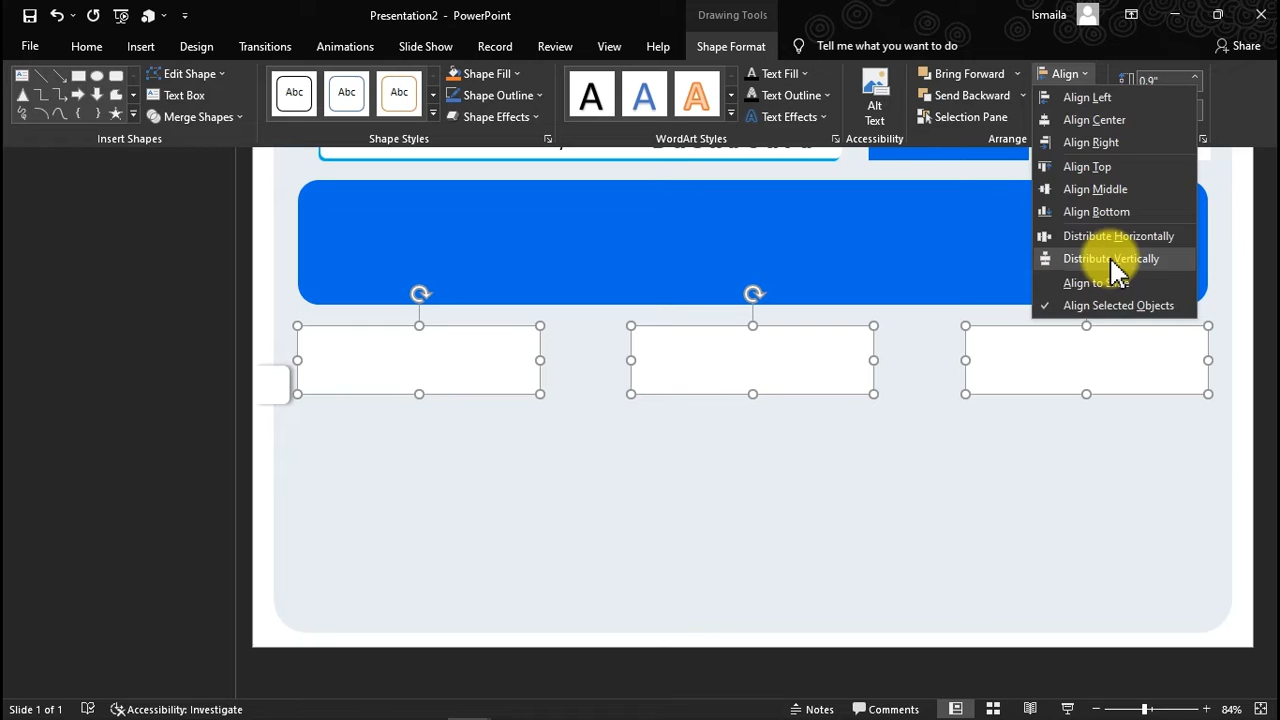 Presentation2 - PowerPoint
Drawing Tools
Ismaila
File Home Insert Design Transitions Animations Slide Show Record Review View Help Shape Format Tell me what you want to do Share
Edit Shape
Text Box
Merge Shapes
Insert Shapes
Abc Abc Abc
Shape Fill
Shape Outline
Shape Effects
Shape Styles
A A A
Text Fill
Text Outline
Text Effects
WordArt Styles
Alt
Text
Accessibility
Bring Forward
Send Backward
Selection Pane
Arrange
Align
0.9"
Align Left
Align Center
Align Right
Align Top
Align Middle
Align Bottom
Distribute Horizontally
Distribute Vertically
Align to
Align Selected Objects
Slide 1 of 1 Accessibility: Investigate Notes Comments 84%